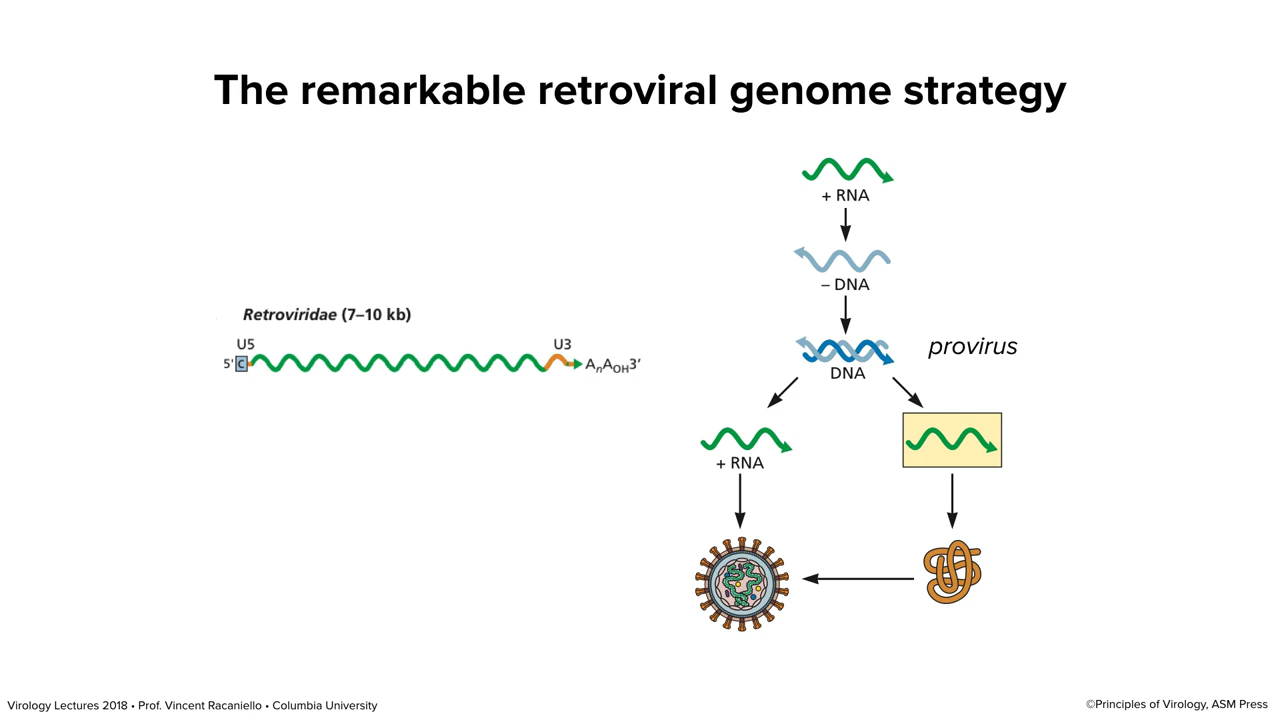 The remarkable retroviral genome strategy
+ RNA
– DNA
provirus
DNA
+ RNA
Retroviridae (7–10 kb)
U5 U3
5' C AnAOH3'
Virology Lectures 2018 • Prof. Vincent Racaniello • Columbia University
©Principles of Virology, ASM Press